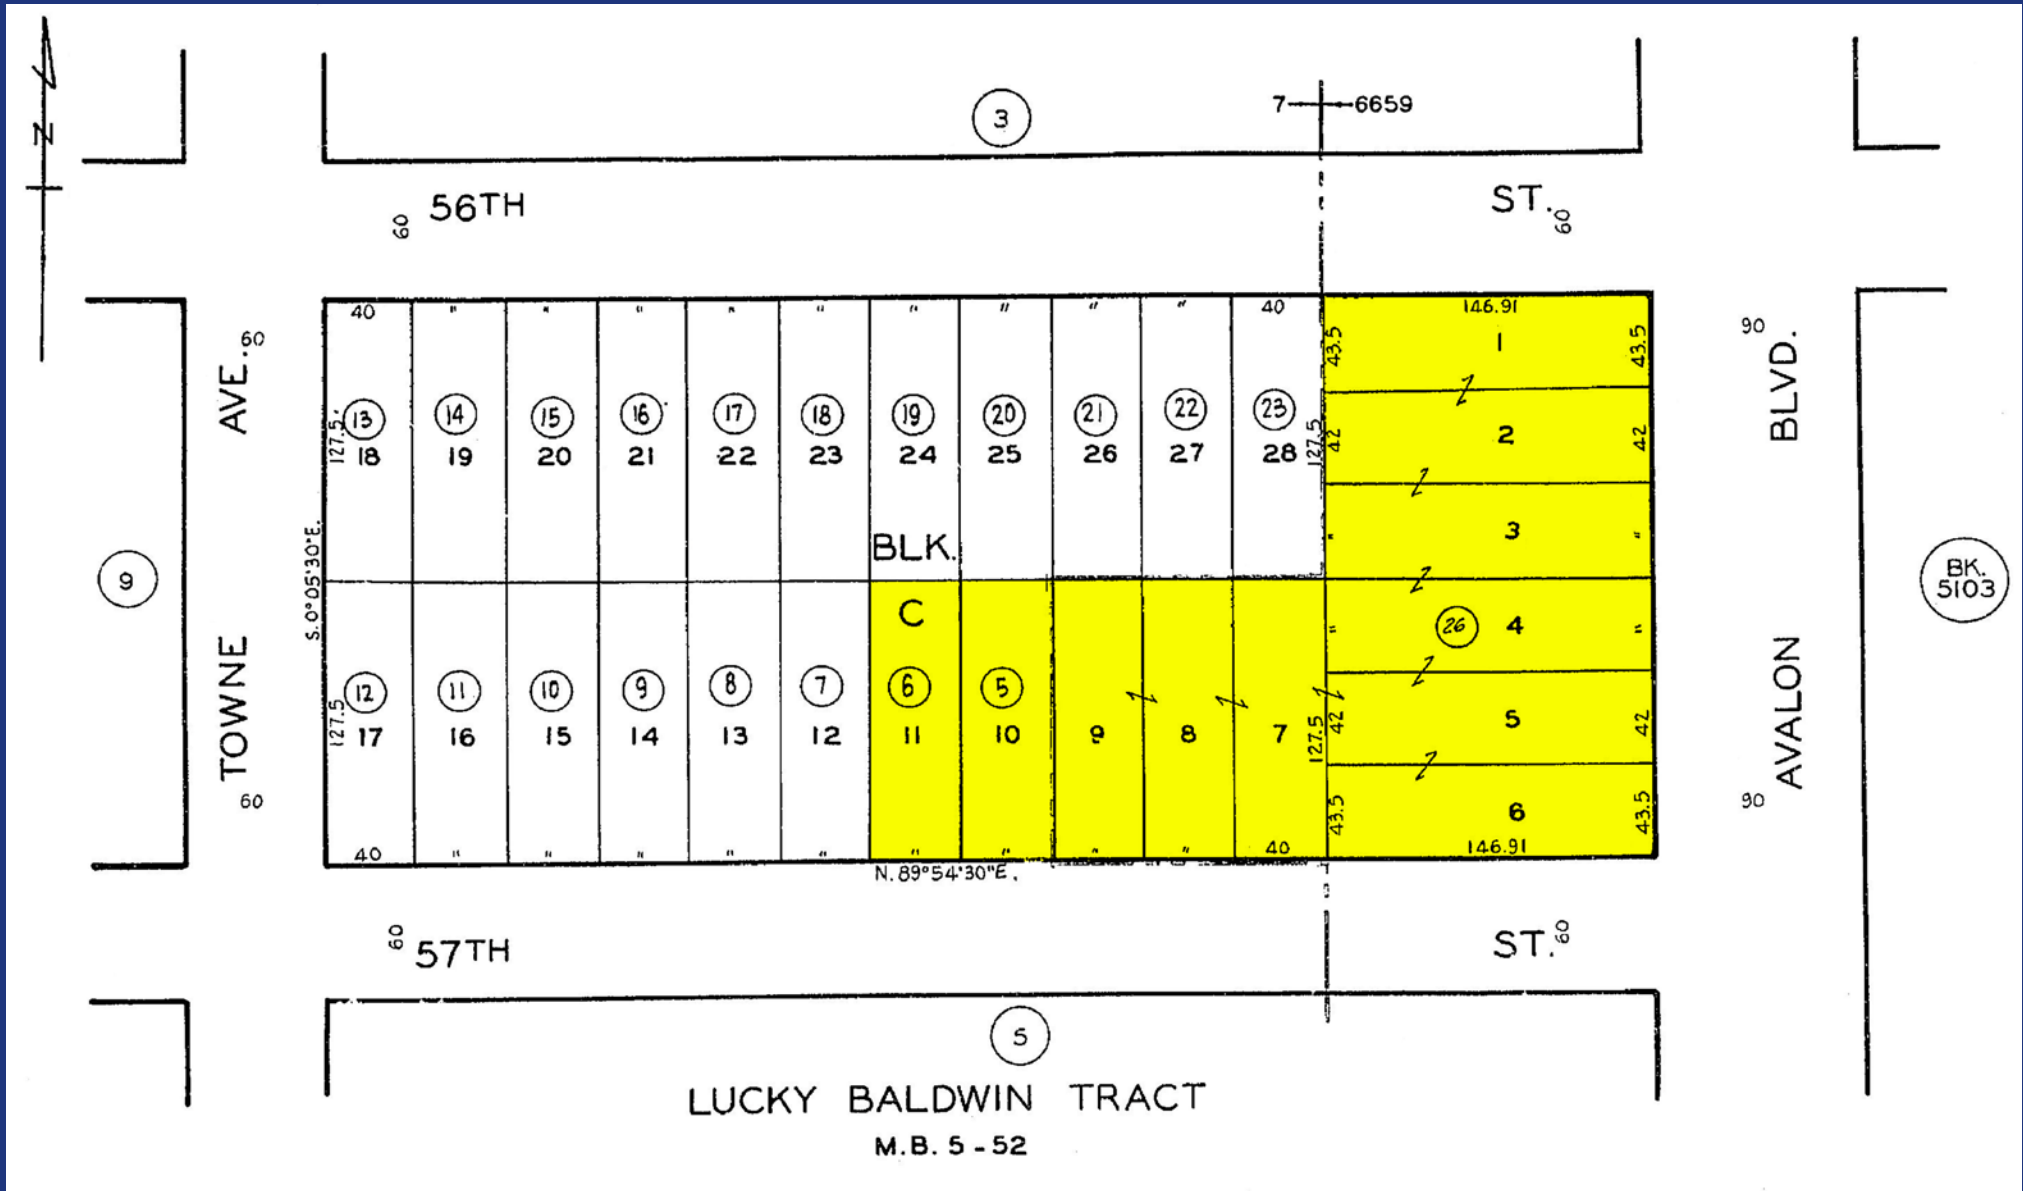 3
7 6659
56TH ST.
60 60
N
40 " " " " " " " " " 40 146.91
60 90
43.5 1 43.5
AVE. BLVD.
13 14 15 16 17 18 19 20 21 22 23
127.5 18 19 20 21 22 23 24 25 26 27 28 127.5
42 2 42
" 3 "
BLK.
S. 0°05'30"E.
9
BK.
5103
C
" 26 4 "
12 11 10 9 8 7 6 5
127.5 17 16 15 14 13 12 11 10 9 8 7 127.5
42 5 42
TOWNE AVALON
60 90
43.5 6 43.5
40 " " " " " " " " " 40 146.91
N. 89°54'30"E.
60 60
57TH ST.
5
LUCKY BALDWIN TRACT
M.B. 5 - 52